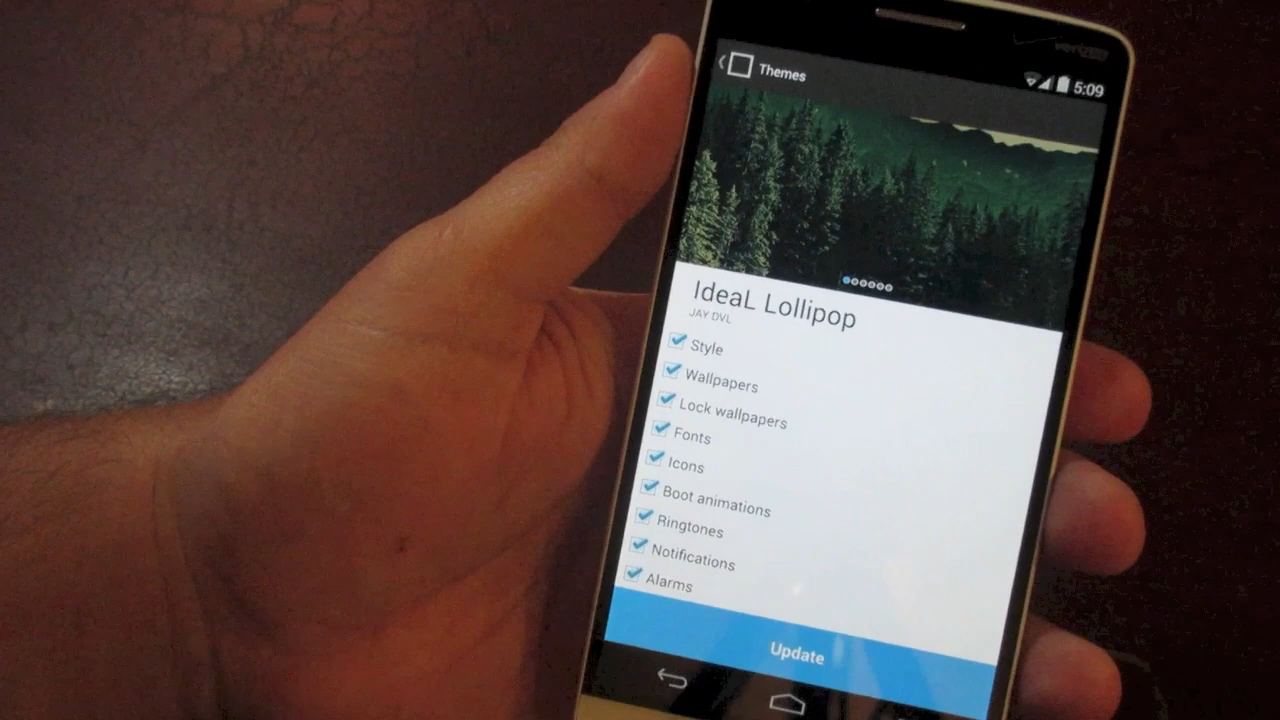 verizon
Themes
5:09
IdeaL Lollipop
JAY DVL
Style
Wallpapers
Lock wallpapers
Fonts
Icons
Boot animations
Ringtones
Notifications
Alarms
Update